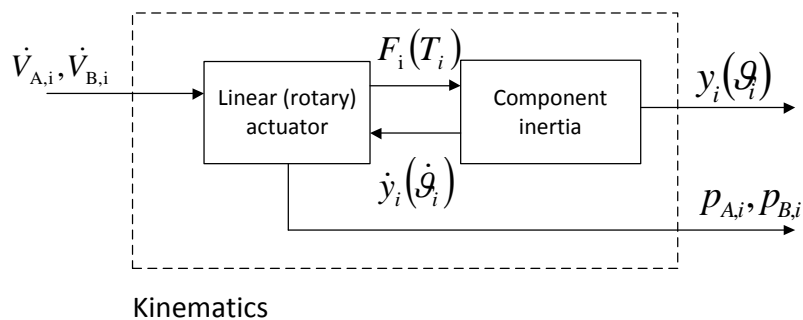 V̇A,i, V̇B,i
Linear (rotary)
actuator
Fi(Ti)
ẏi(ϑ̇i)
Component
inertia
yi(ϑi)
pA,i, pB,i
Kinematics